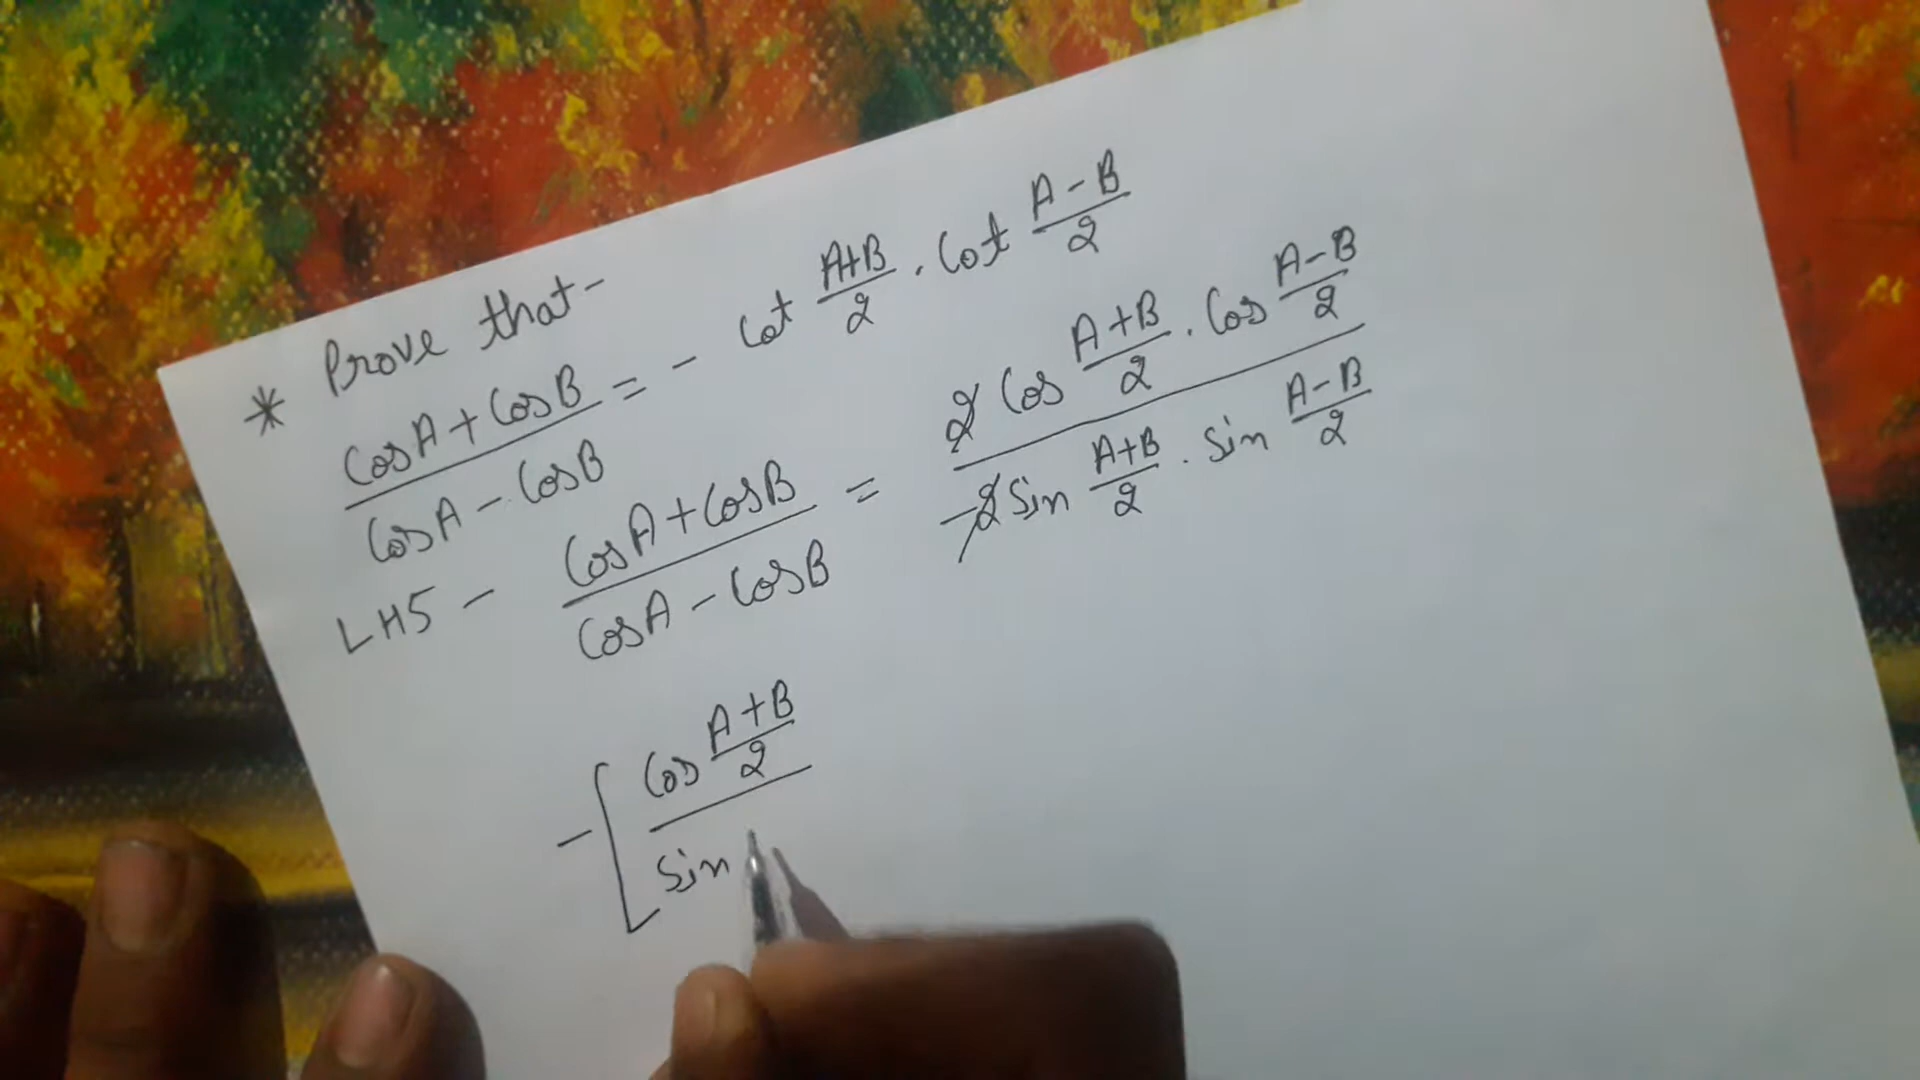 * Prove that-
CosA + CosB / CosA - CosB = - Cot A+B/2 . Cot A-B/2
LHS - CosA + CosB / CosA - CosB = 2 Cos A+B/2 . Cos A-B/2 / -2 Sin A+B/2 . Sin A-B/2
- [ Cos A+B/2 / Sin